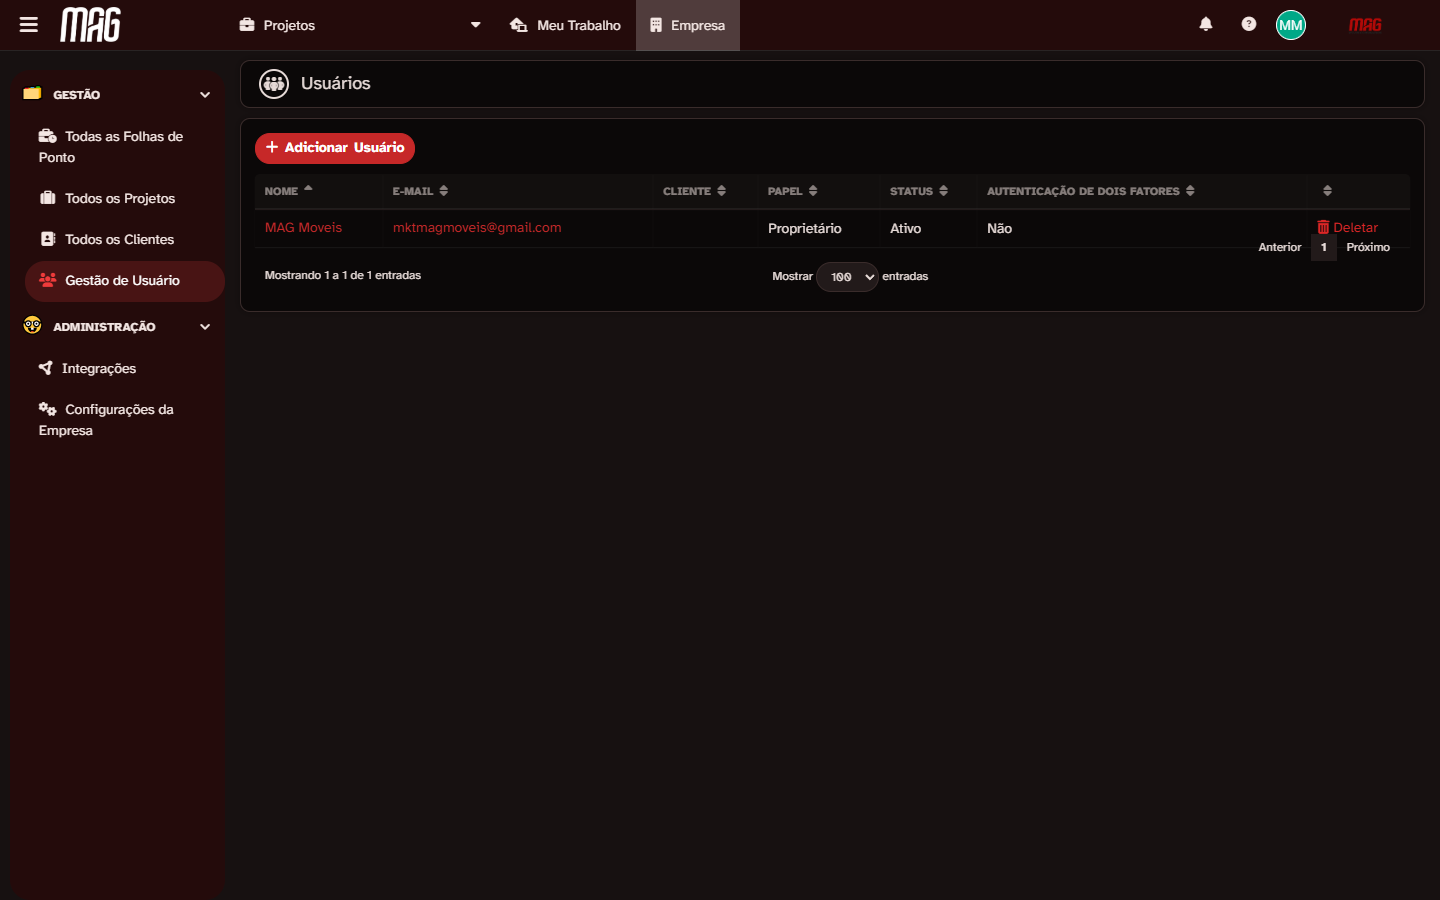 MAG
Projetos
Meu Trabalho
Empresa
?
MM
MAG
GESTÃO
Todas as Folhas de
Ponto
Todos os Projetos
Todos os Clientes
Gestão de Usuário
ADMINISTRAÇÃO
Integrações
Configurações da
Empresa
Usuários
+ Adicionar Usuário
NOME E-MAIL CLIENTE PAPEL STATUS AUTENTICAÇÃO DE DOIS FATORES
MAG Moveis mktmagmoveis@gmail.com Proprietário Ativo Não Deletar
Anterior 1 Próximo
Mostrando 1 a 1 de 1 entradas
Mostrar 100 entradas